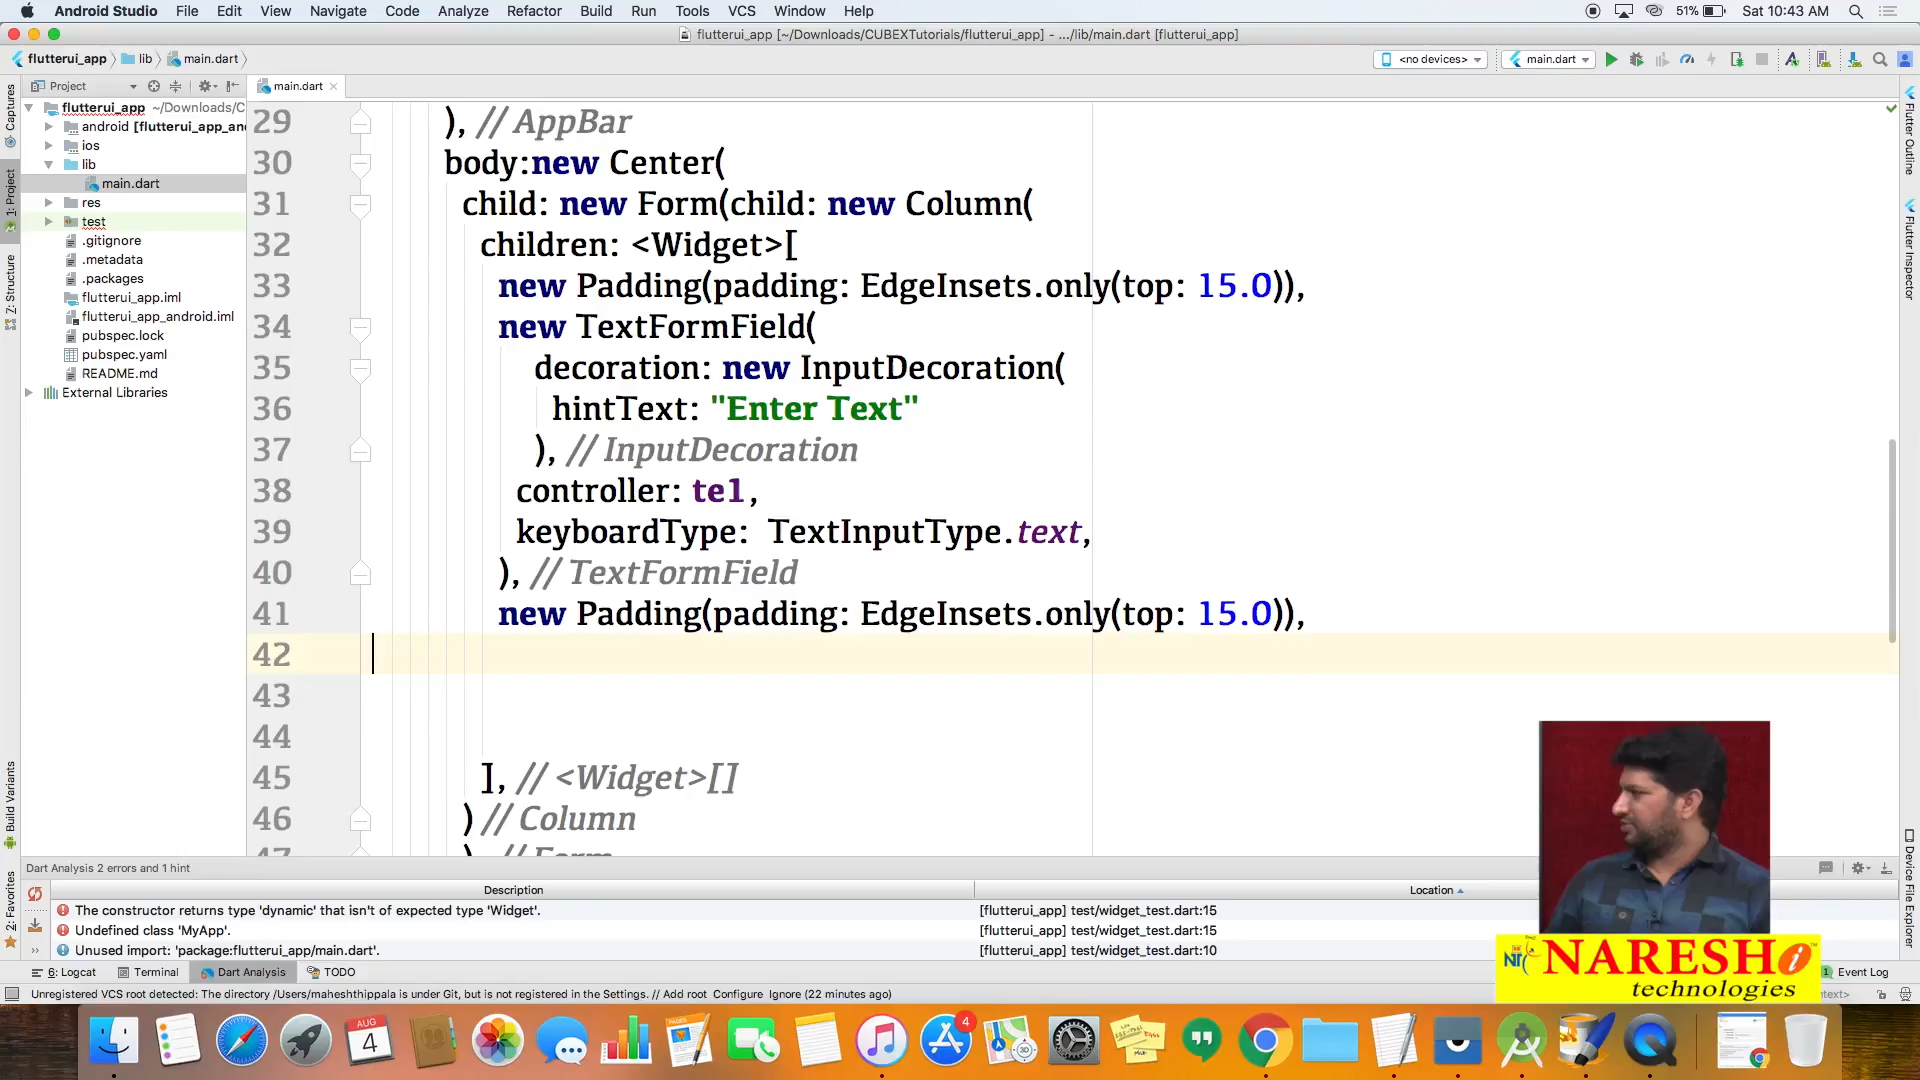 Android Studio File Edit View Navigate Code Analyze Refactor Build Run Tools VCS Window Help 51% Sat 10:43 AM
flutterui_app [~/Downloads/CUBEXTutorials/flutterui_app] - .../lib/main.dart [flutterui_app]
flutterui_app lib main.dart <no devices> main.dart
Project main.dart
flutterui_app ~/Downloads/C
android [flutterui_app_an
ios
lib
main.dart
res
test
.gitignore
.metadata
.packages
flutterui_app.iml
flutterui_app_android.iml
pubspec.lock
pubspec.yaml
README.md
External Libraries
Captures
1: Project
Z: Structure
Build Variants
2: Favorites
29 ), // AppBar
30 body:new Center(
31 child: new Form(child: new Column(
32 children: <Widget>[
33 new Padding(padding: EdgeInsets.only(top: 15.0)),
34 new TextFormField(
35 decoration: new InputDecoration(
36 hintText: "Enter Text"
37 ), // InputDecoration
38 controller: te1,
39 keyboardType:  TextInputType.text,
40 ), // TextFormField
41 new Padding(padding: EdgeInsets.only(top: 15.0)),
42
43
44
45 ], // <Widget>[]
46 ) // Column
47 ), // Form
Flutter Outline
Flutter Inspector
Device File Explorer
Dart Analysis 2 errors and 1 hint
Description Location
The constructor returns type 'dynamic' that isn't of expected type 'Widget'. [flutterui_app] test/widget_test.dart:15
Undefined class 'MyApp'. [flutterui_app] test/widget_test.dart:15
Unused import: 'package:flutterui_app/main.dart'. [flutterui_app] test/widget_test.dart:10
6: Logcat Terminal Dart Analysis TODO 1 Event Log
Unregistered VCS root detected: The directory /Users/maheshthippala is under Git, but is not registered in the Settings. // Add root Configure Ignore (22 minutes ago)
NARESH i
technologies
AUG
4
4